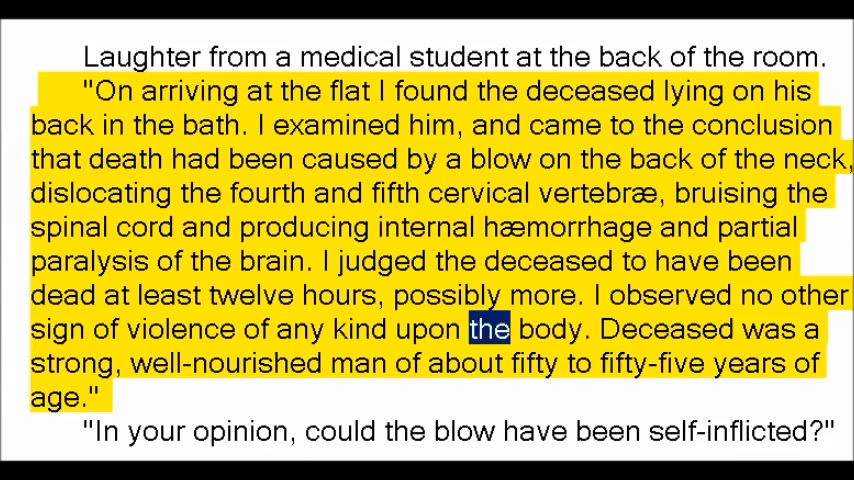 Laughter from a medical student at the back of the room.
"On arriving at the flat I found the deceased lying on his
back in the bath. I examined him, and came to the conclusion
that death had been caused by a blow on the back of the neck,
dislocating the fourth and fifth cervical vertebræ, bruising the
spinal cord and producing internal hæmorrhage and partial
paralysis of the brain. I judged the deceased to have been
dead at least twelve hours, possibly more. I observed no other
sign of violence of any kind upon the body. Deceased was a
strong, well-nourished man of about fifty to fifty-five years of
age."
"In your opinion, could the blow have been self-inflicted?"